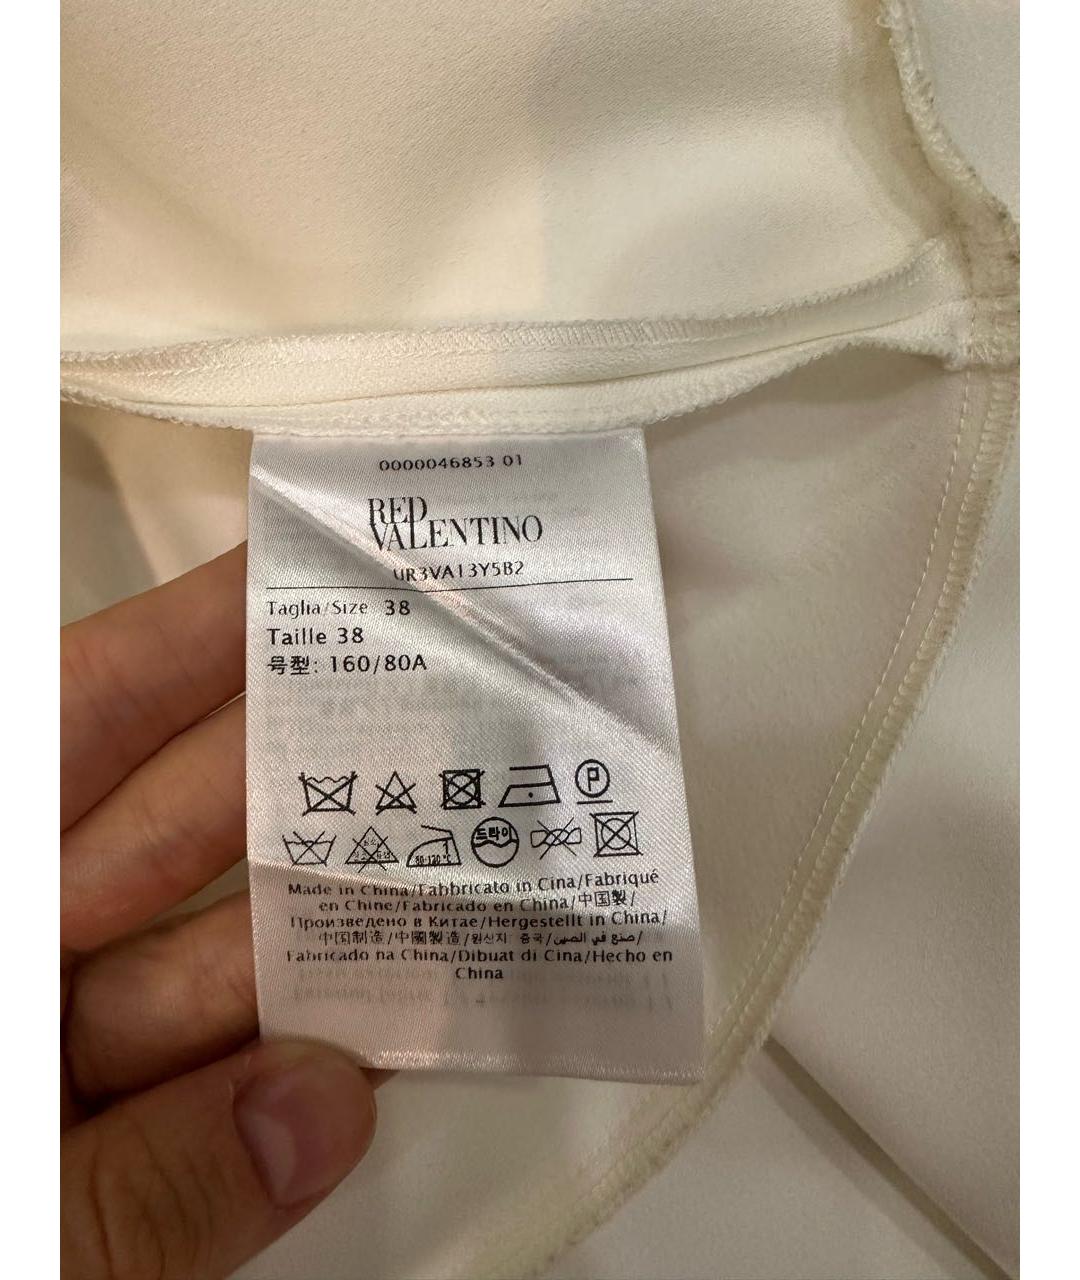 0000046853 01
RED
VALENTINO
UR3VA13Y5B2
Taglia/Size 38
Taille 38
号型: 160/80A
P
드라이
80-120°C
Made in China/Fabbricato in Cina/Fabriqué
en Chine/Fabricado en China/中国製/
Произведено в Китае/Hergestellt in China/
中国制造/中國製造/원산지: 중국/صنع في الصين/
Fabricado na China/Dibuat di Cina/Hecho en
China